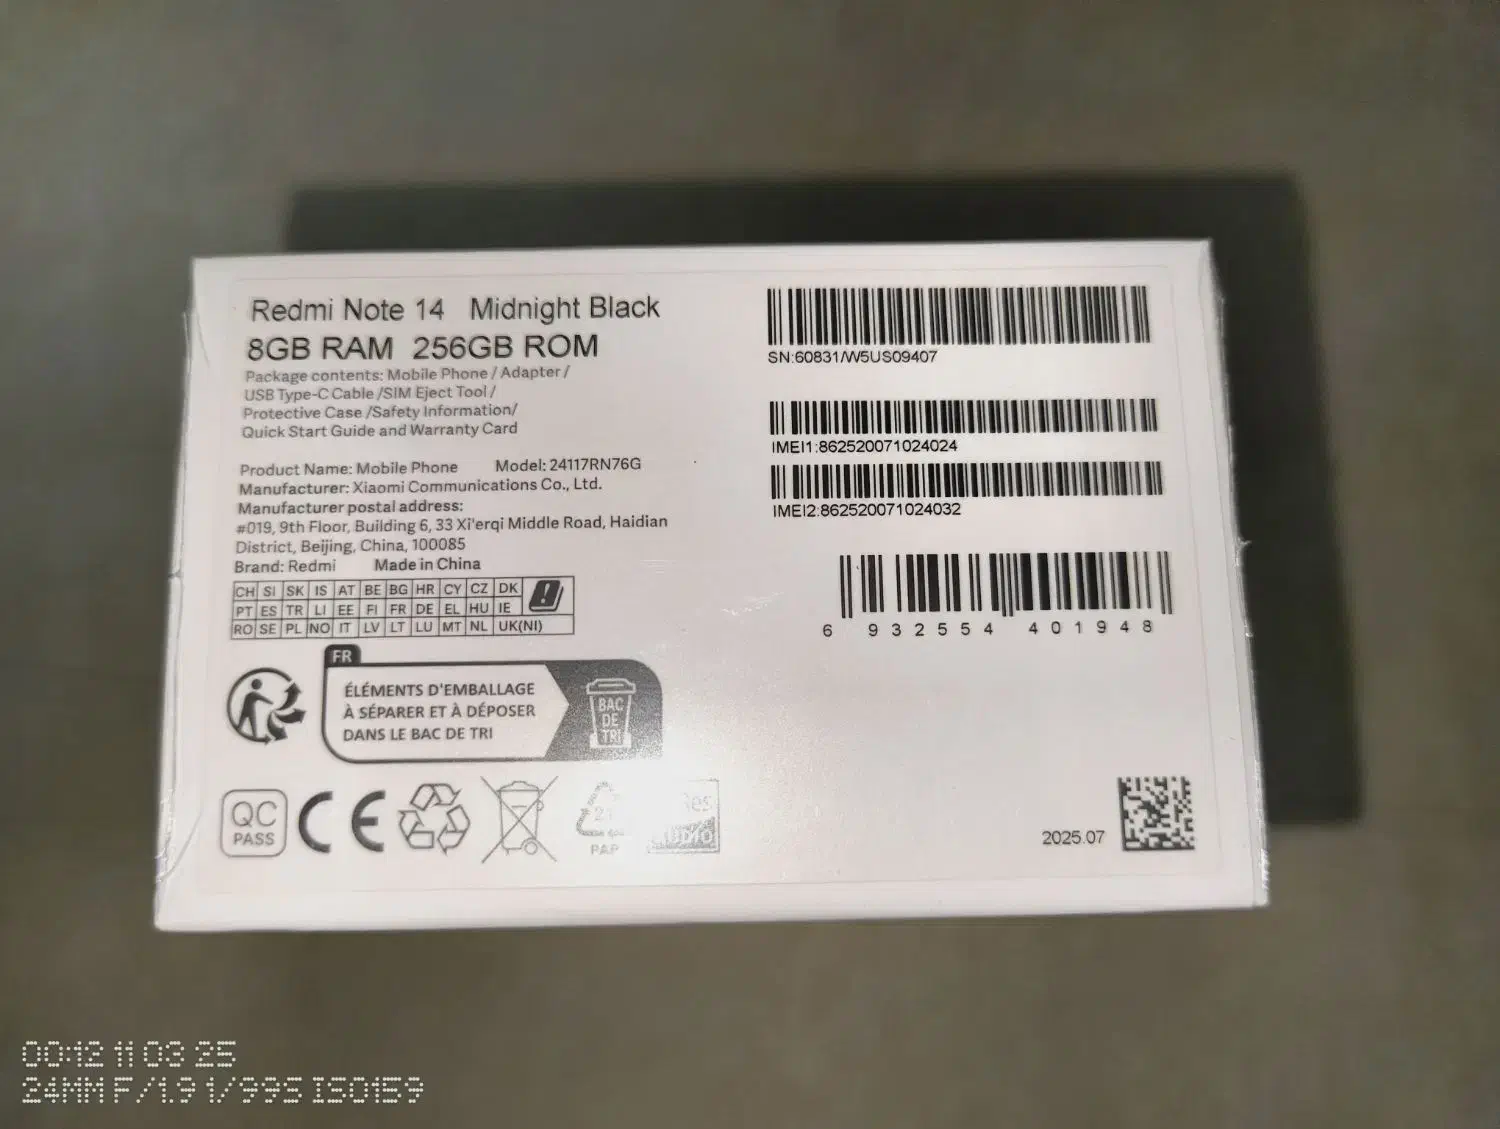 Redmi Note 14 Midnight Black
8GB RAM 256GB ROM
Package contents: Mobile Phone / Adapter /
USB Type-C Cable /SIM Eject Tool /
Protective Case /Safety Information/
Quick Start Guide and Warranty Card
Product Name: Mobile Phone Model: 24117RN76G
Manufacturer: Xiaomi Communications Co., Ltd.
Manufacturer postal address:
#019, 9th Floor, Building 6, 33 Xi'erqi Middle Road, Haidian
District, Beijing, China, 100085
Brand: Redmi Made in China
CH SI SK IS AT BE BG HR CY CZ DK
PT ES TR LI EE FI FR DE EL HU IE
RO SE PL NO IT LV LT LU MT NL UK(NI)
FR
ÉLÉMENTS D'EMBALLAGE
À SÉPARER ET À DÉPOSER
DANS LE BAC DE TRI
BAC
DE
TRI
QC
PASS
CE
21
PAP
Res
AUDIO
SN:60831/W5US09407
IMEI1:862520071024024
IMEI2:862520071024032
6 932554 401948
2025.07
00:12 11 03 25
24MM F/1.9 1/99S ISO159